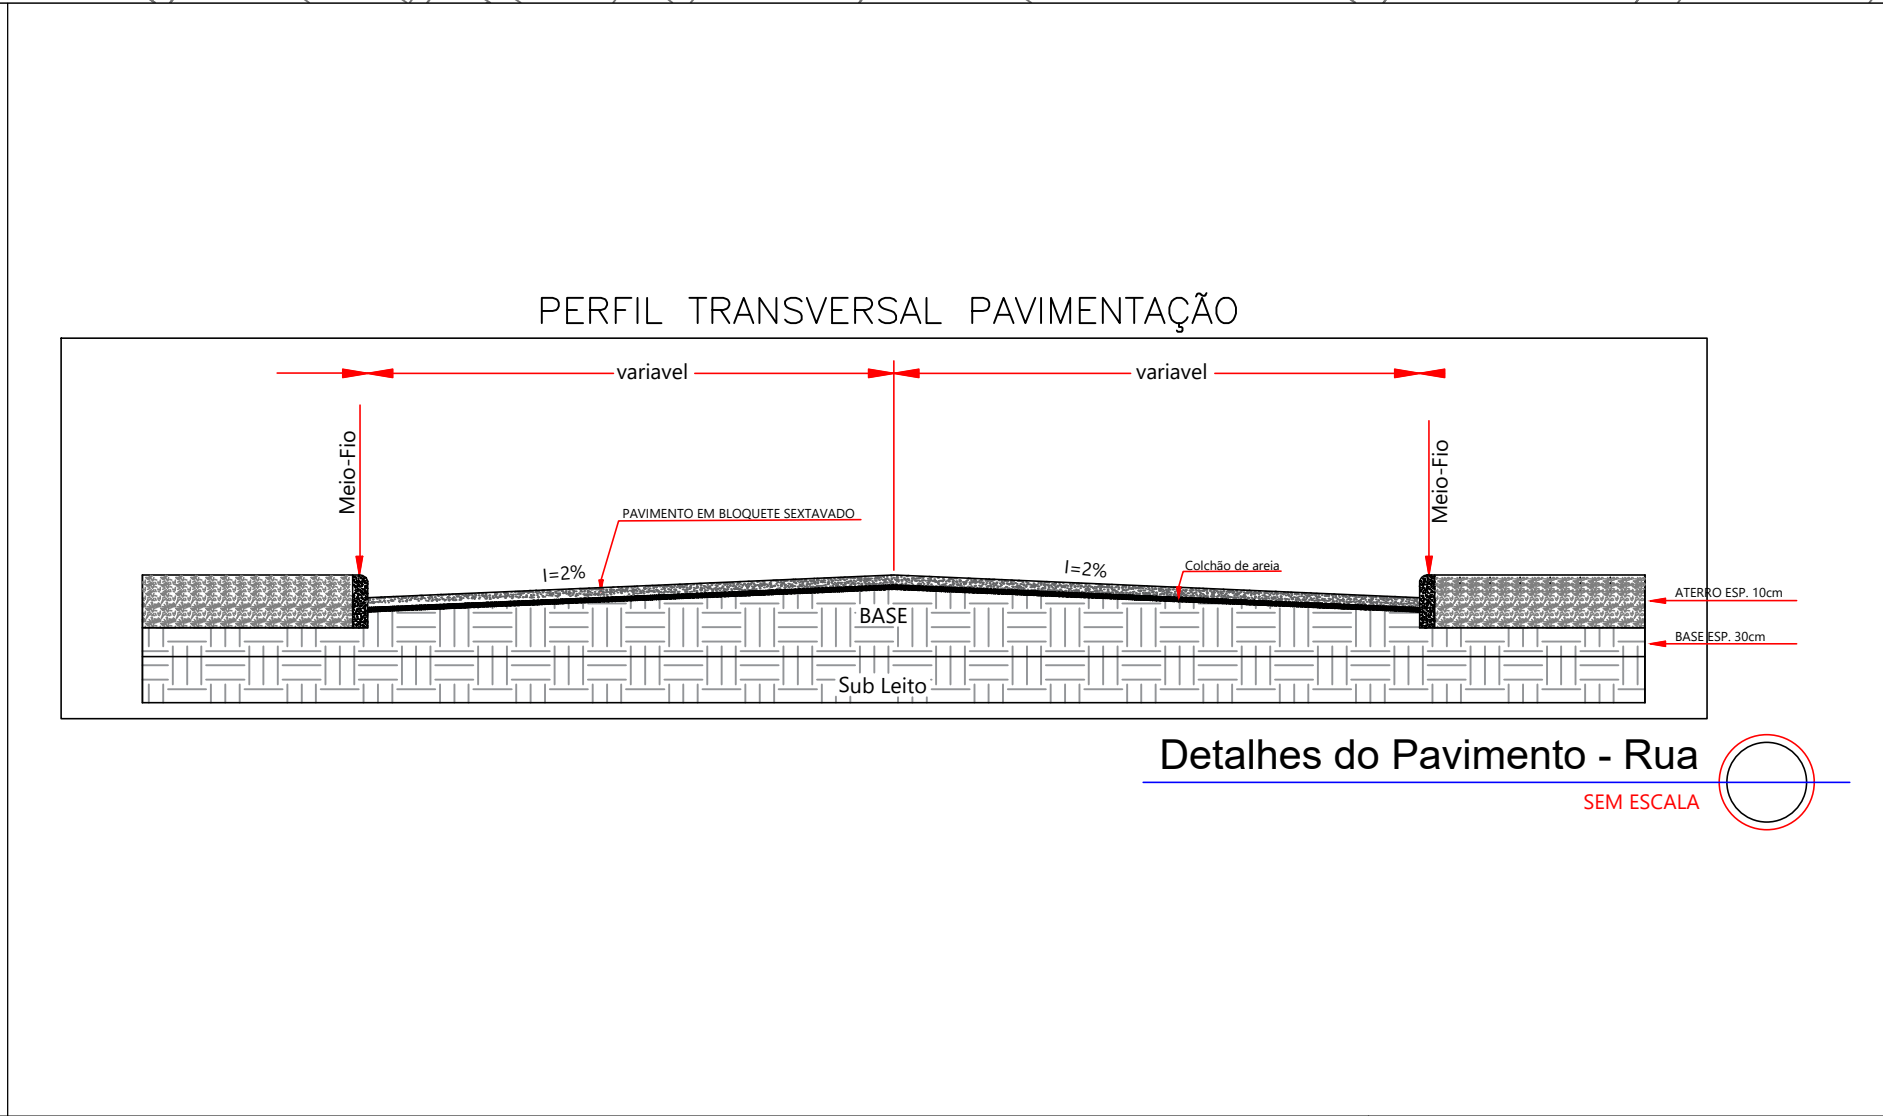 PERFIL TRANSVERSAL PAVIMENTAÇÃO
variavel
variavel
Meio-Fio
Meio-Fio
PAVIMENTO EM BLOQUETE SEXTAVADO
I=2%
I=2%
Colchão de areia
ATERRO ESP. 10cm
BASE
BASE ESP. 30cm
Sub Leito
Detalhes do Pavimento - Rua
SEM ESCALA